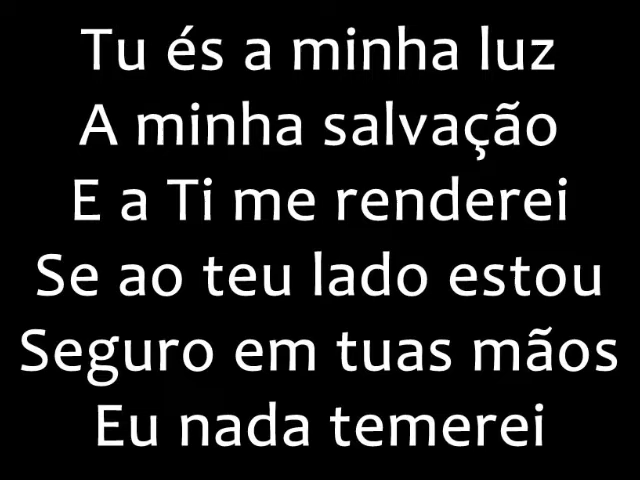 Tu és a minha luz
A minha salvação
E a Ti me renderei
Se ao teu lado estou
Seguro em tuas mãos
Eu nada temerei